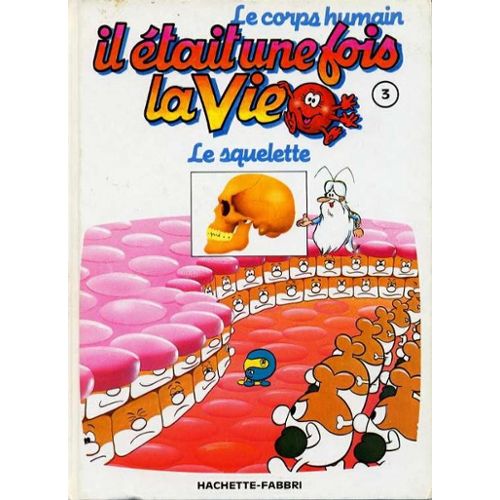 Le corps humain
il était une fois
la Vie
3
Le squelette
HACHETTE-FABBRI